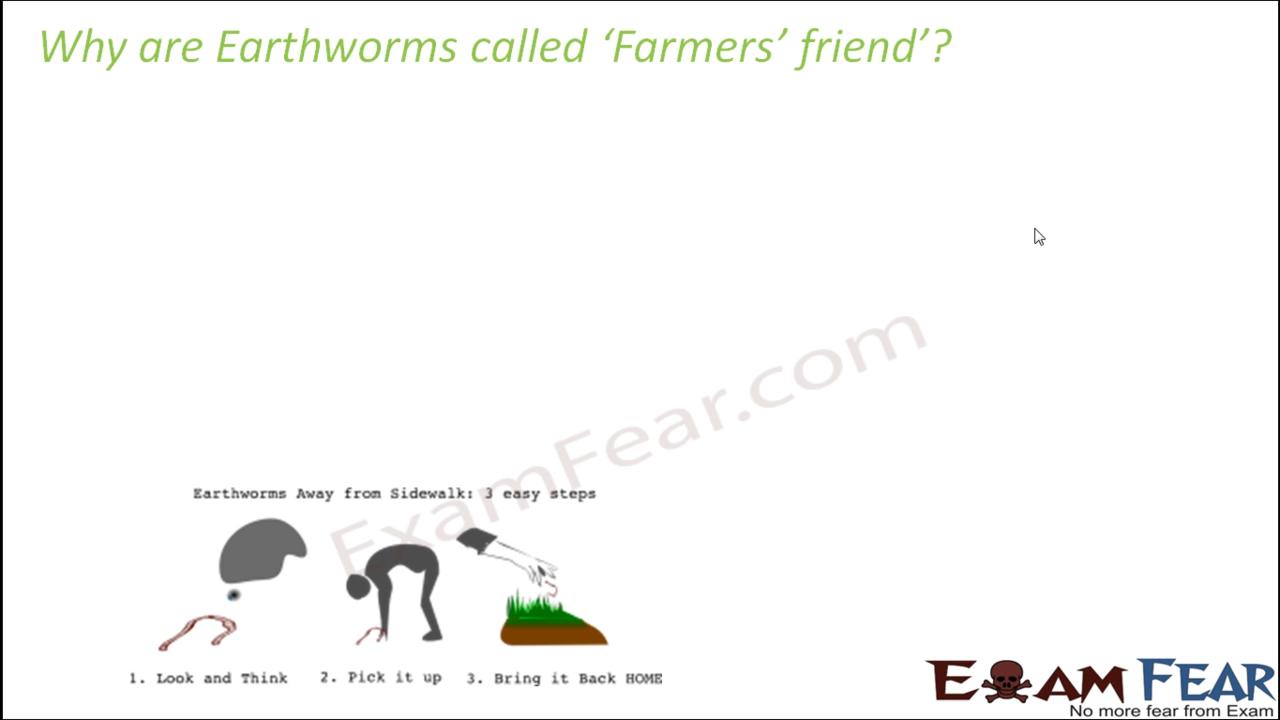 Why are Earthworms called ‘Farmers’ friend’?
ExamFear.com
Earthworms Away from Sidewalk: 3 easy steps
1. Look and Think
2. Pick it up
3. Bring it Back HOME
EXAM FEAR
No more fear from Exam